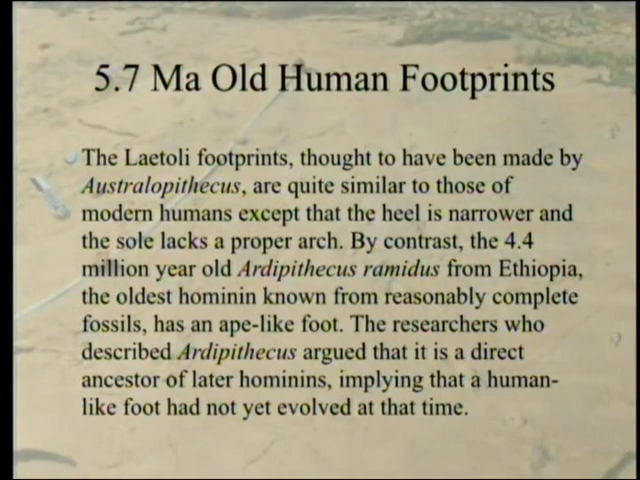 5.7 Ma Old Human Footprints
The Laetoli footprints, thought to have been made by
Australopithecus, are quite similar to those of
modern humans except that the heel is narrower and
the sole lacks a proper arch. By contrast, the 4.4
million year old Ardipithecus ramidus from Ethiopia,
the oldest hominin known from reasonably complete
fossils, has an ape-like foot. The researchers who
described Ardipithecus argued that it is a direct
ancestor of later hominins, implying that a human-
like foot had not yet evolved at that time.